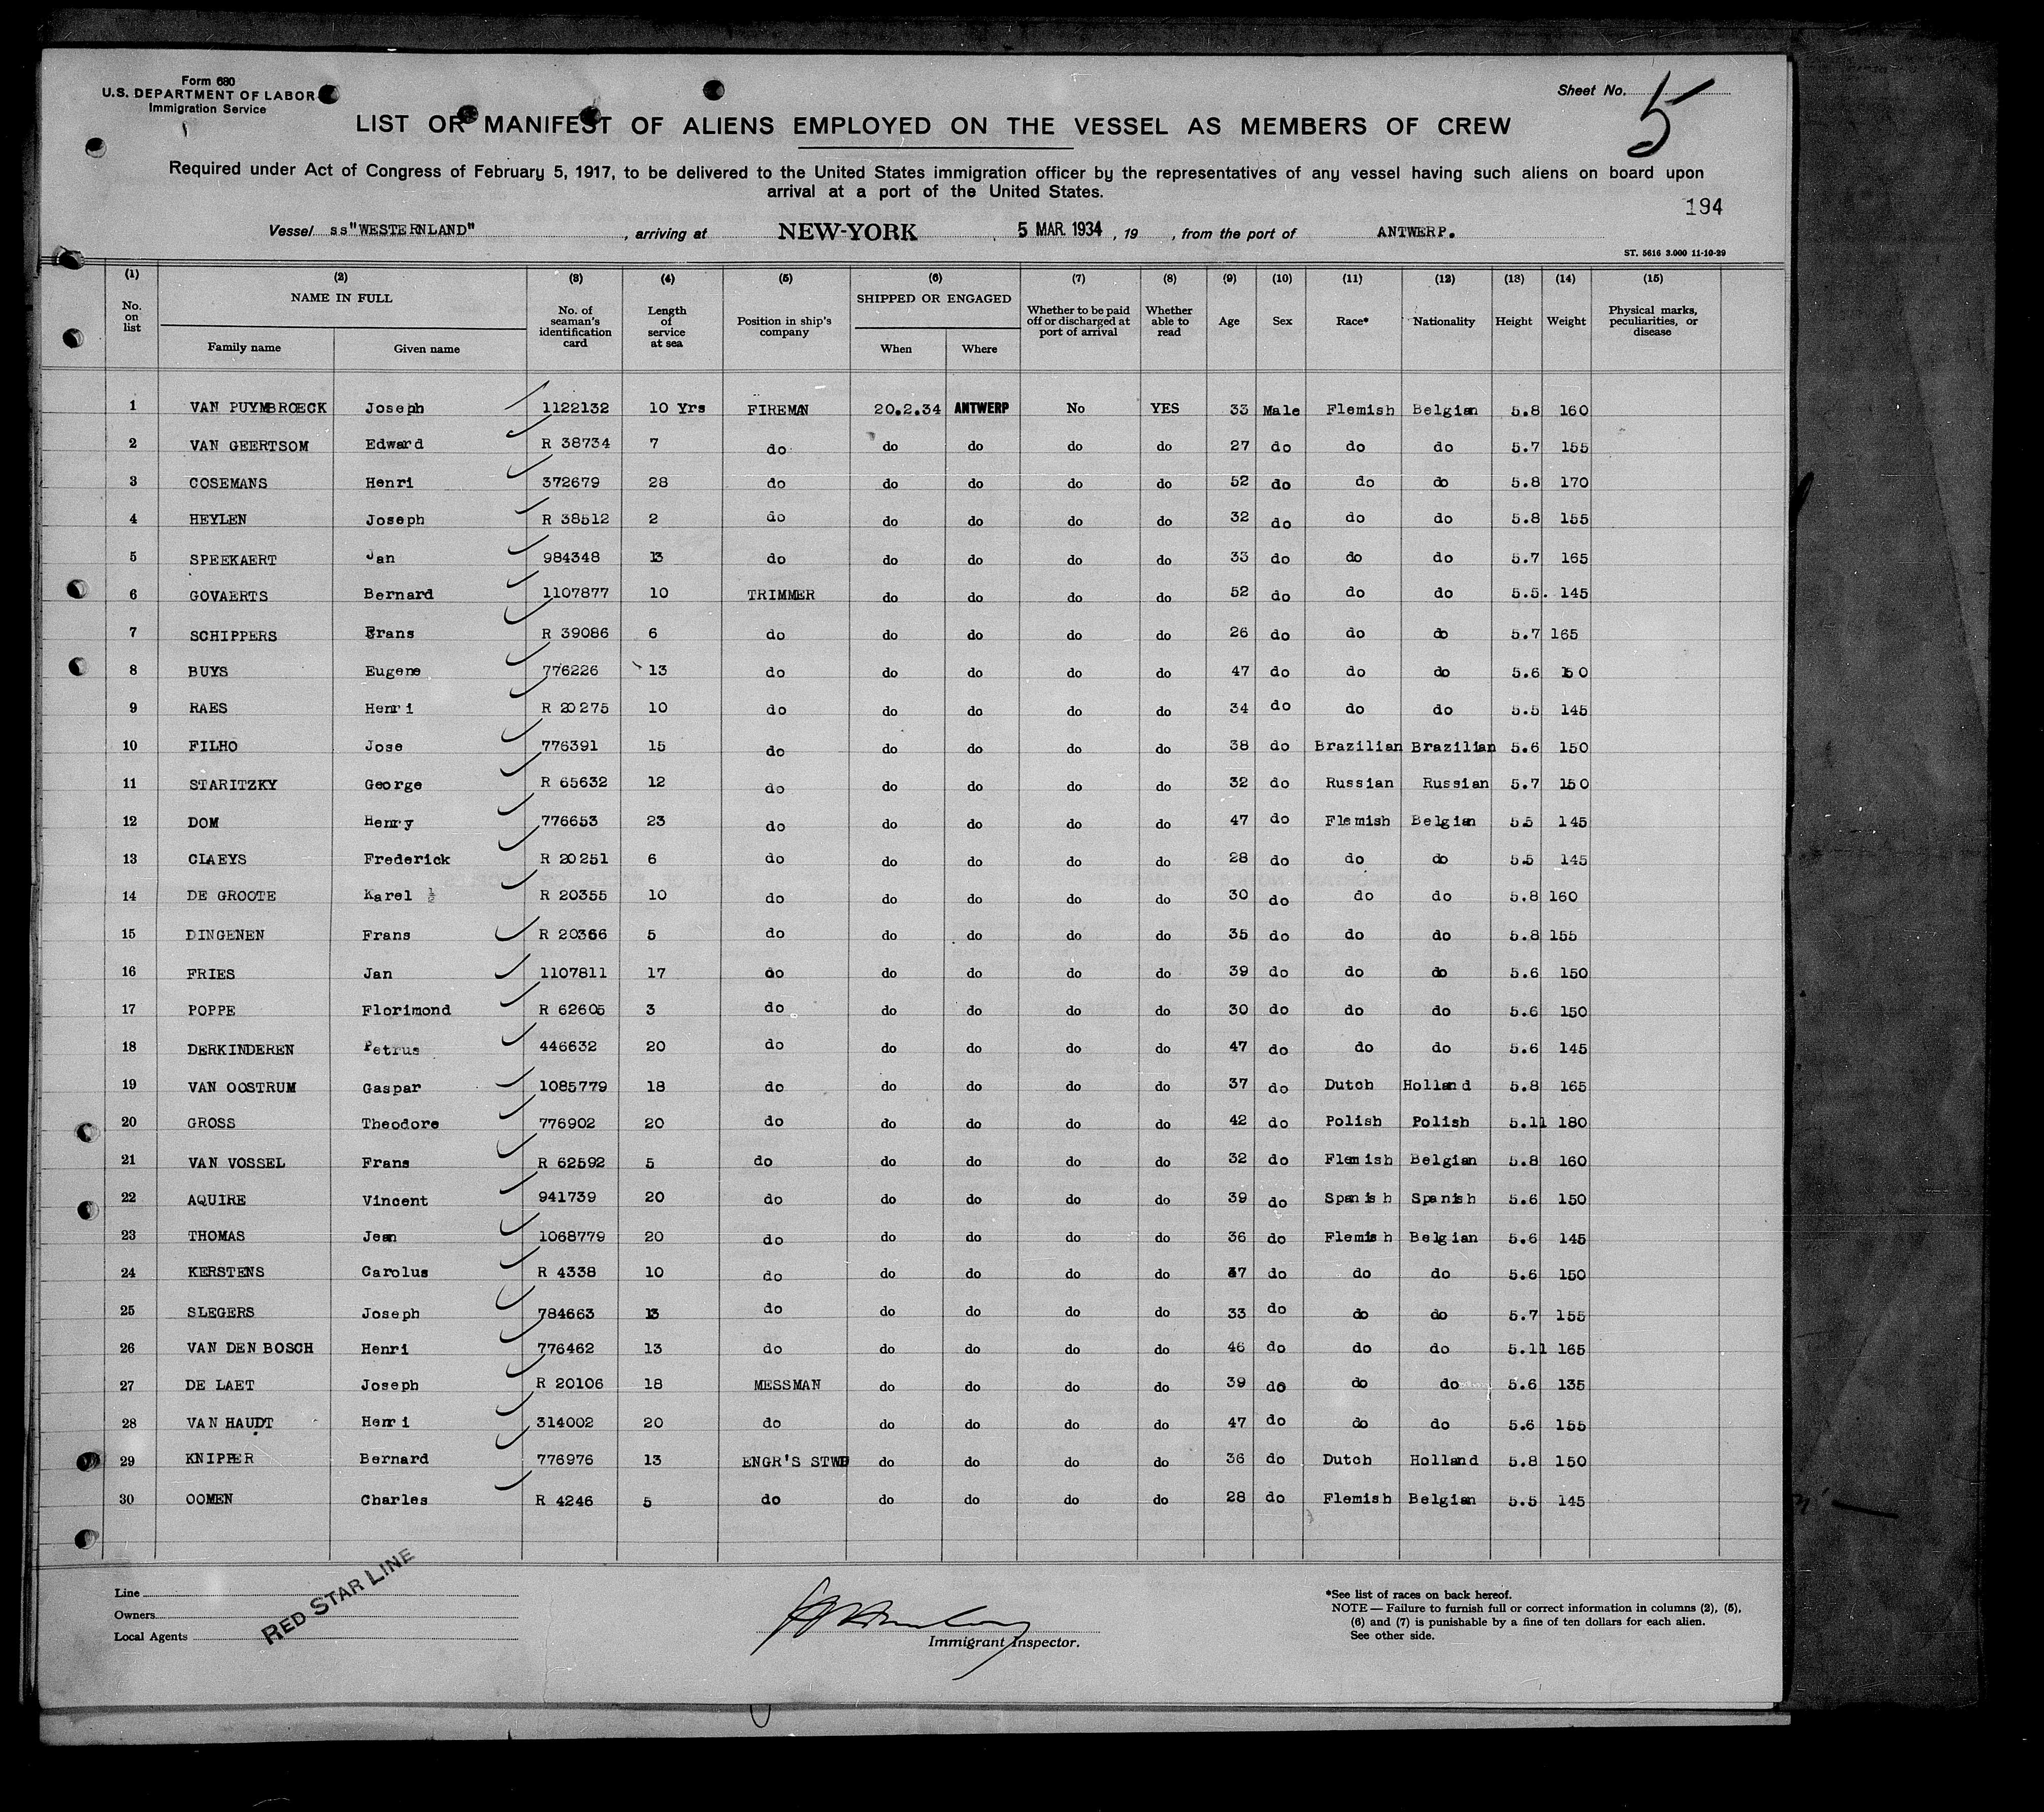 Form 680
U.S. DEPARTMENT OF LABOR
Immigration Service
Sheet No. 5
LIST OR MANIFEST OF ALIENS EMPLOYED ON THE VESSEL AS MEMBERS OF CREW
Required under Act of Congress of February 5, 1917, to be delivered to the United States immigration officer by the representatives of any vessel having such aliens on board upon
arrival at a port of the United States.
194
Vessel ss"WESTERNLAND", arriving at NEW-YORK, 5 MAR. 1934, 19 , from the port of ANTWERP.
ST. 5616 3.000 11-10-29
(1) (2) (3) (4) (5) (6) (7) (8) (9) (10) (11) (12) (13) (14) (15)
No. on list NAME IN FULL Family name Given name No. of seaman's identification card Length of service at sea Position in ship's company SHIPPED OR ENGAGED When Where Whether to be paid off or discharged at port of arrival Whether able to read Age Sex Race* Nationality Height Weight Physical marks, peculiarities, or disease
1 VAN PUYMBROECK Joseph 1122132 10 Yrs FIREMAN 20.2.34 ANTWERP No YES 33 Male Flemish Belgian 5.8 160
2 VAN GEERTSOM Edward R 38734 7 do do do do do 27 do do do 5.7 155
3 COSEMANS Henri 372679 28 do do do do do 52 do do do 5.8 170
4 HEYLEN Joseph R 38512 2 do do do do do 32 do do do 5.8 155
5 SPEEKAERT Jan 984348 13 do do do do do 33 do do do 5.7 165
6 GOVAERTS Bernard 1107877 10 TRIMMER do do do do 52 do do do 5.5. 145
7 SCHIPPERS Frans R 39086 6 do do do do do 26 do do do 5.7 165
8 BUYS Eugene 776226 13 do do do do do 47 do do do 5.6 150
9 RAES Henri R 20275 10 do do do do do 34 do do do 5.5 145
10 FILHO Jose 776391 15 do do do do do 38 do Brazilian Brazilian 5.6 150
11 STARITZKY George R 65632 12 do do do do do 32 do Russian Russian 5.7 150
12 DOM Henry 776653 23 do do do do do 47 do Flemish Belgian 5.5 145
13 CLAEYS Frederick R 20251 6 do do do do do 28 do do do 5.5 145
14 DE GROOTE Karel ½ R 20355 10 do do do do do 30 do do do 5.8 160
15 DINGENEN Frans R 20366 5 do do do do do 35 do do do 5.8 155
16 FRIES Jan 1107811 17 do do do do do 39 do do do 5.6 150
17 POPPE Florimond R 62605 3 do do do do do 30 do do do 5.6 150
18 DERKINDEREN Petrus 446632 20 do do do do do 47 do do do 5.6 145
19 VAN OOSTRUM Gaspar 1085779 18 do do do do do 37 do Dutch Holland 5.8 165
20 GROSS Theodore 776902 20 do do do do do 42 do Polish Polish 5.11 180
21 VAN VOSSEL Frans R 62592 5 do do do do do 32 do Flemish Belgian 5.8 160
22 AQUIRE Vincent 941739 20 do do do do do 39 do Spanish Spanish 5.6 150
23 THOMAS Jean 1068779 20 do do do do do 36 do Flemish Belgian 5.6 145
24 KERSTENS Carolus R 4338 10 do do do do do 37 do do do 5.6 150
25 SLEGERS Joseph 784663 13 do do do do do 33 do do do 5.7 155
26 VAN DEN BOSCH Henri 776462 13 do do do do do 46 do do do 5.11 165
27 DE LAET Joseph R 20106 18 MESSMAN do do do do 39 do do do 5.6 135
28 VAN HAUDT Henri 314002 20 do do do do do 47 do do do 5.6 155
29 KNIPPER Bernard 776976 13 ENGR'S STWD do do do do 36 do Dutch Holland 5.8 150
30 OOMEN Charles R 4246 5 do do do do do 28 do Flemish Belgian 5.5 145
Line
Owners
Local Agents
RED STAR LINE
Immigrant Inspector.
*See list of races on back hereof.
NOTE — Failure to furnish full or correct information in columns (2), (5),
(6) and (7) is punishable by a fine of ten dollars for each alien.
See other side.